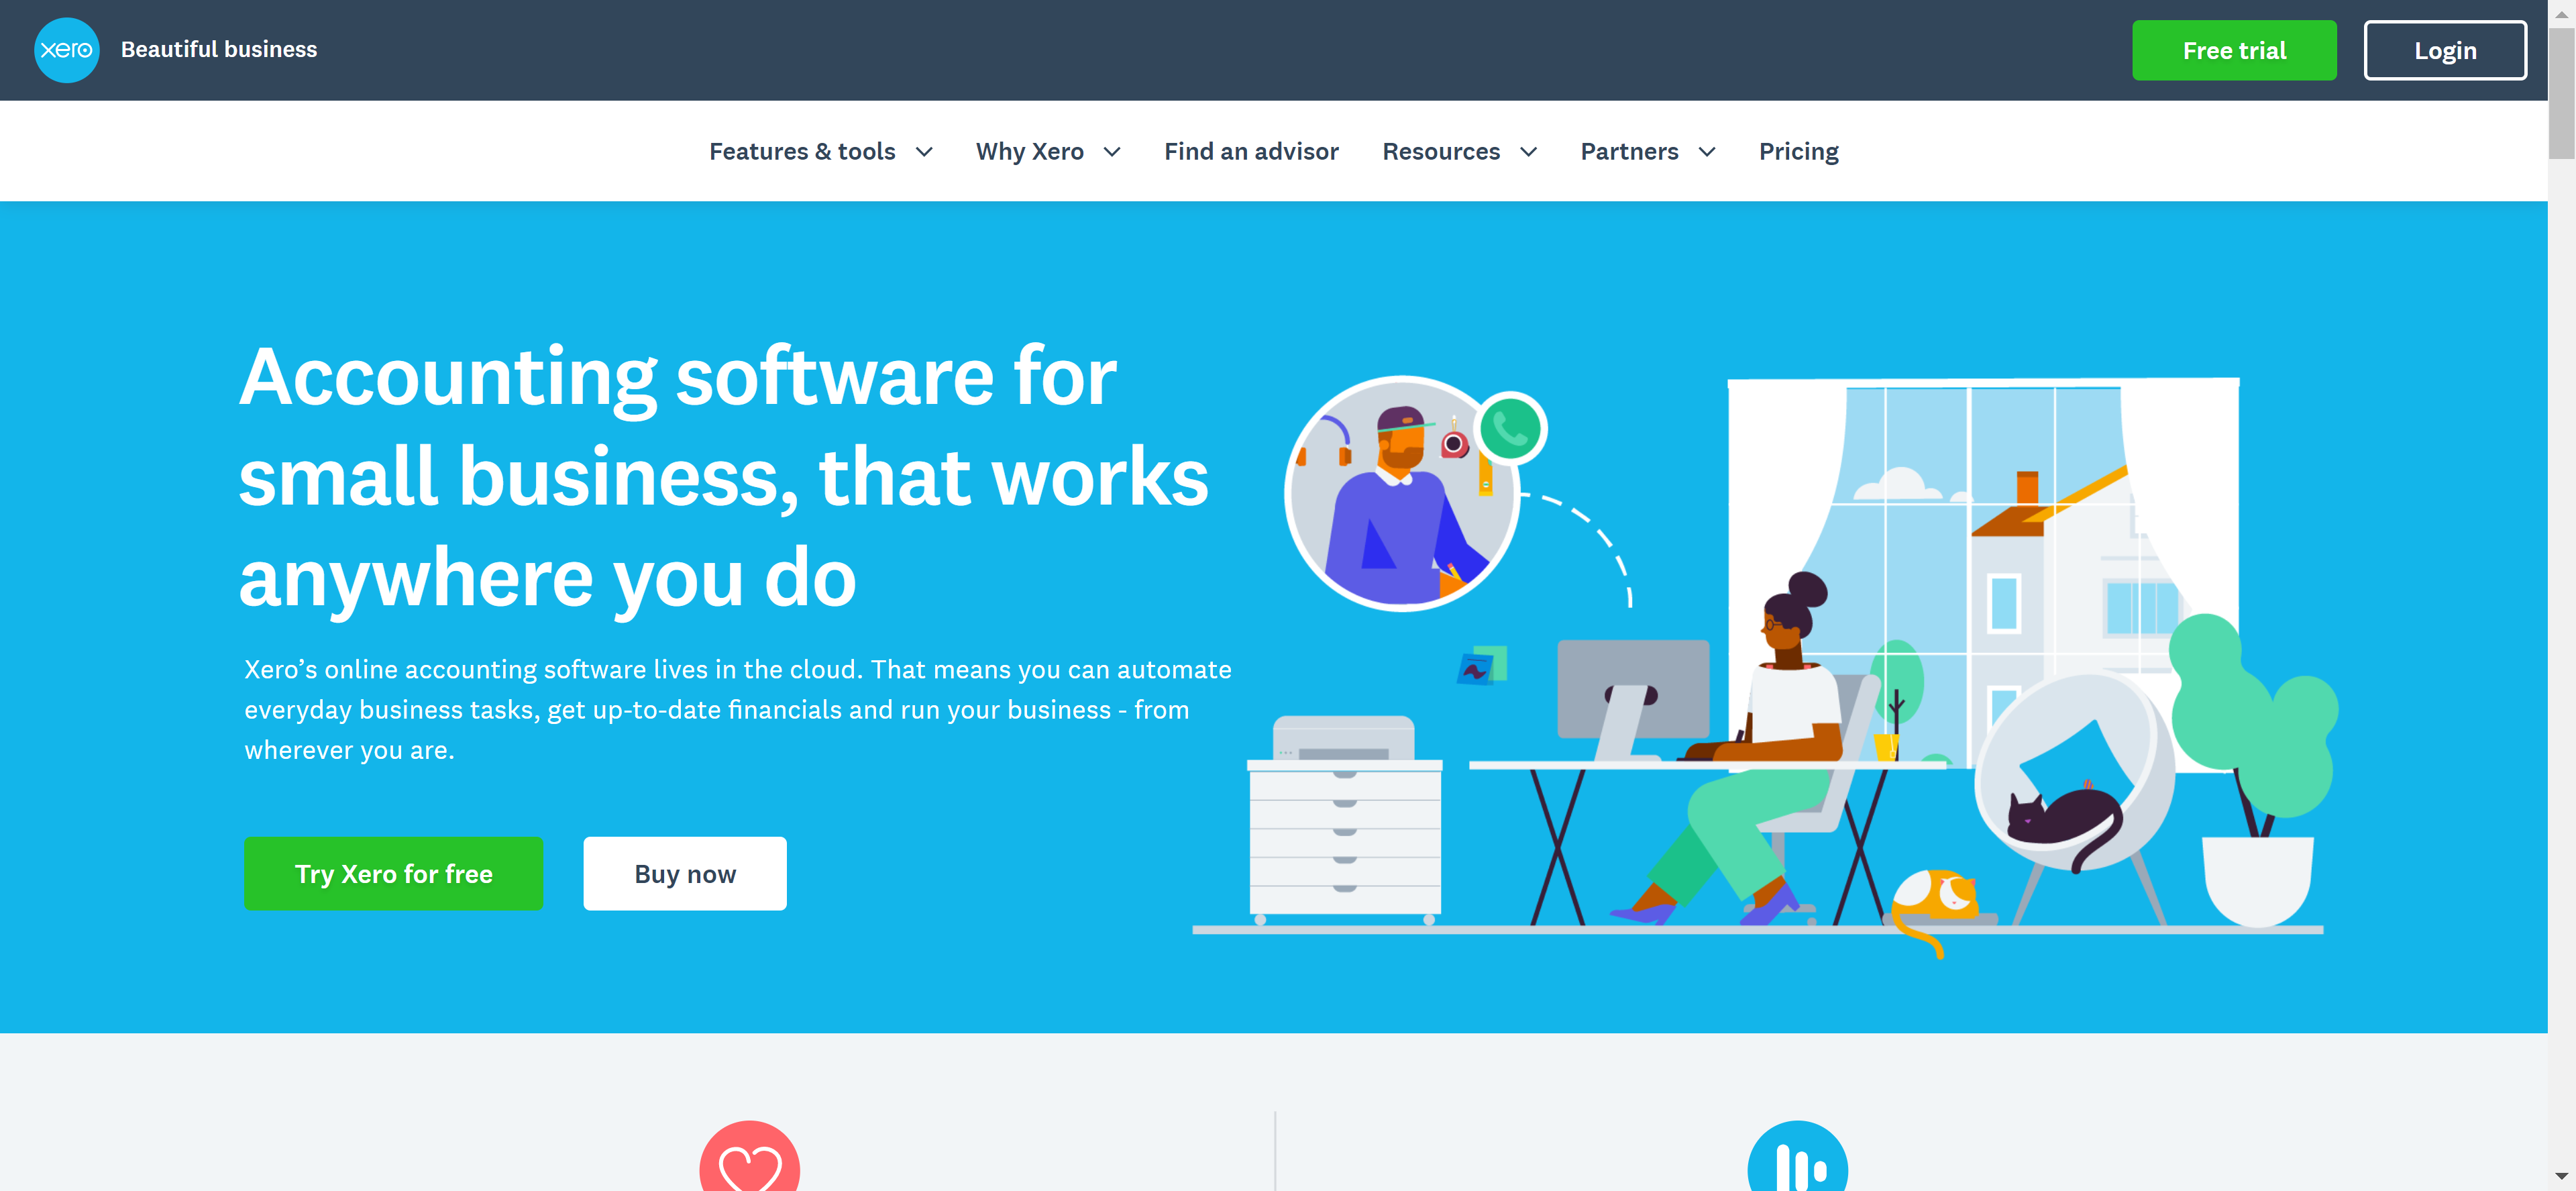 xero
Beautiful business
Free trial
Login
Features & tools
Why Xero
Find an advisor
Resources
Partners
Pricing
Accounting software for
small business, that works
anywhere you do
Xero’s online accounting software lives in the cloud. That means you can automate
everyday business tasks, get up-to-date financials and run your business - from
wherever you are.
Try Xero for free
Buy now